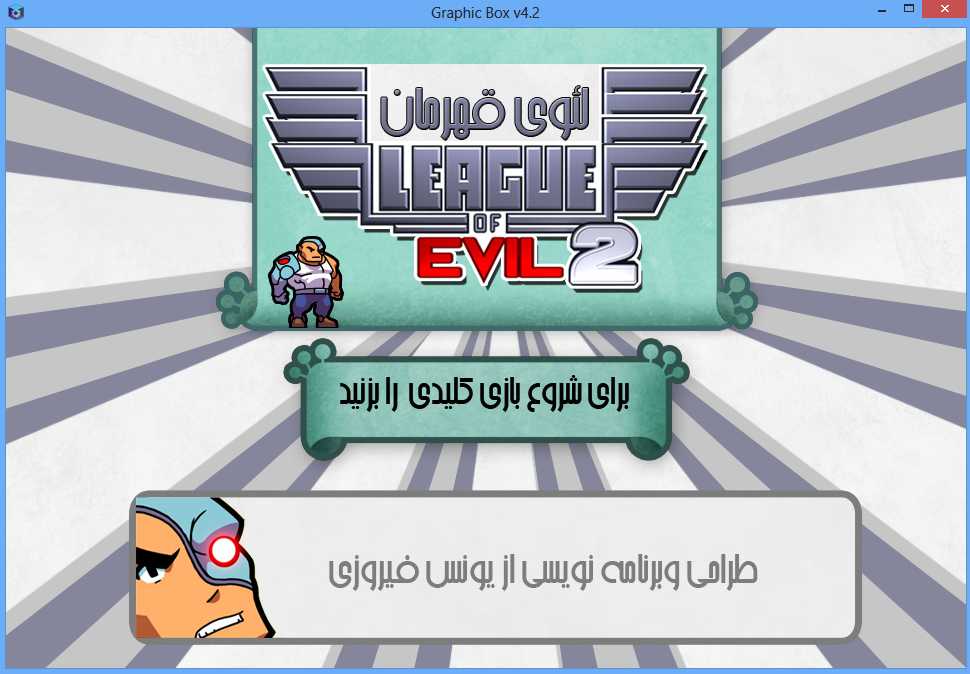 Graphic Box v4.2
لئوی قهرمان
LEAGUE
OF
EVIL 2
برای شروع بازی کلیدی را بزنید
طراحی وبرنامه نویسی از یونس فیروزی